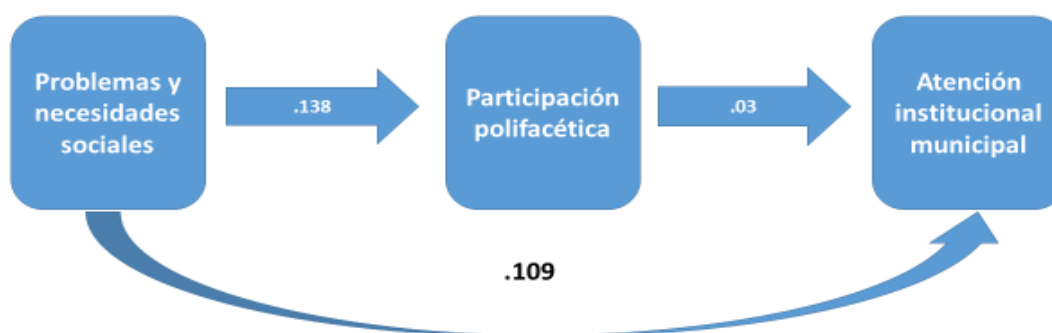 Problemas y
necesidades
sociales
.138
Participación
polifacética
.03
Atención
institucional
municipal
.109